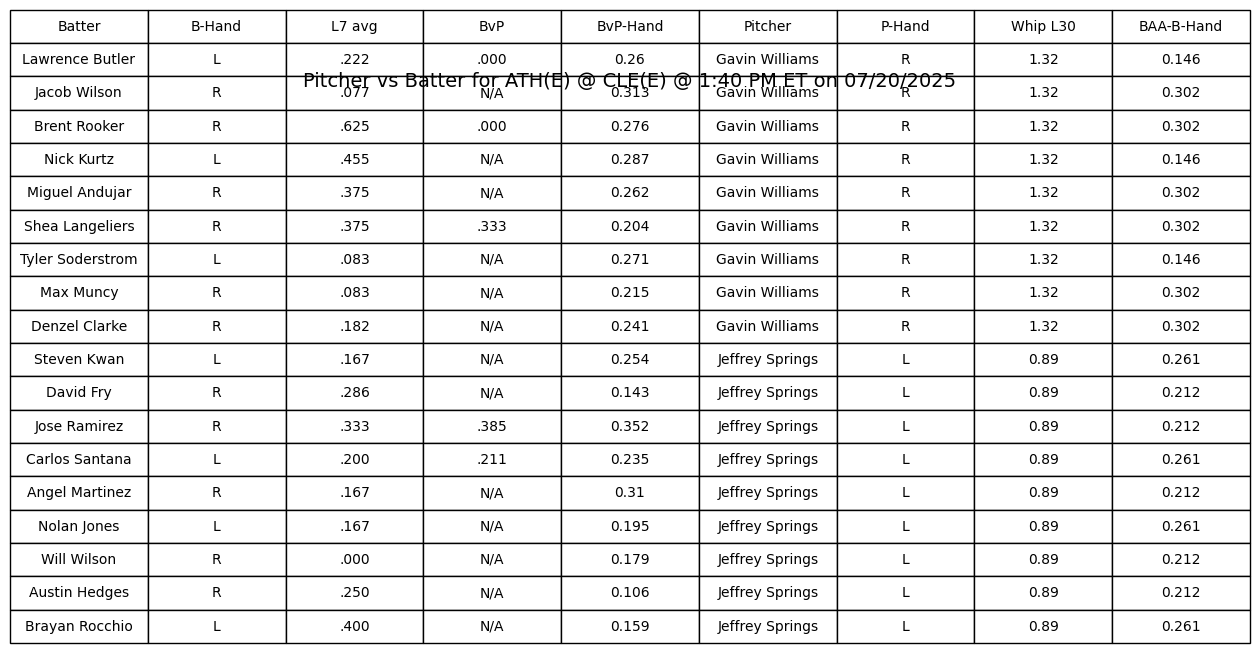 Batter B-Hand L7 avg BvP BvP-Hand Pitcher P-Hand Whip L30 BAA-B-Hand
Lawrence Butler L .222 .000 0.26 Gavin Williams R 1.32 0.146
Pitcher vs Batter for ATH(E) @ CLE(E) @ 1:40 PM ET on 07/20/2025
Jacob Wilson R .077 N/A 0.313 Gavin Williams R 1.32 0.302
Brent Rooker R .625 .000 0.276 Gavin Williams R 1.32 0.302
Nick Kurtz L .455 N/A 0.287 Gavin Williams R 1.32 0.146
Miguel Andujar R .375 N/A 0.262 Gavin Williams R 1.32 0.302
Shea Langeliers R .375 .333 0.204 Gavin Williams R 1.32 0.302
Tyler Soderstrom L .083 N/A 0.271 Gavin Williams R 1.32 0.146
Max Muncy R .083 N/A 0.215 Gavin Williams R 1.32 0.302
Denzel Clarke R .182 N/A 0.241 Gavin Williams R 1.32 0.302
Steven Kwan L .167 N/A 0.254 Jeffrey Springs L 0.89 0.261
David Fry R .286 N/A 0.143 Jeffrey Springs L 0.89 0.212
Jose Ramirez R .333 .385 0.352 Jeffrey Springs L 0.89 0.212
Carlos Santana L .200 .211 0.235 Jeffrey Springs L 0.89 0.261
Angel Martinez R .167 N/A 0.31 Jeffrey Springs L 0.89 0.212
Nolan Jones L .167 N/A 0.195 Jeffrey Springs L 0.89 0.261
Will Wilson R .000 N/A 0.179 Jeffrey Springs L 0.89 0.212
Austin Hedges R .250 N/A 0.106 Jeffrey Springs L 0.89 0.212
Brayan Rocchio L .400 N/A 0.159 Jeffrey Springs L 0.89 0.261